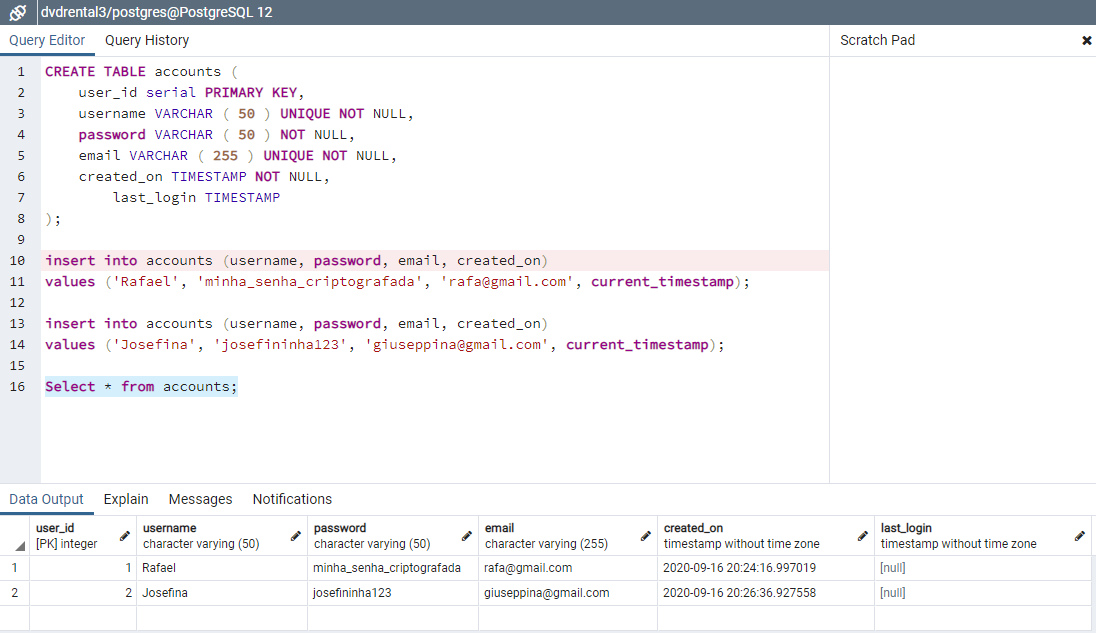 dvdrental3/postgres@PostgreSQL 12
Query Editor Query History Scratch Pad
1 CREATE TABLE accounts (
2 user_id serial PRIMARY KEY,
3 username VARCHAR ( 50 ) UNIQUE NOT NULL,
4 password VARCHAR ( 50 ) NOT NULL,
5 email VARCHAR ( 255 ) UNIQUE NOT NULL,
6 created_on TIMESTAMP NOT NULL,
7 last_login TIMESTAMP
8 );
9
10 insert into accounts (username, password, email, created_on)
11 values ('Rafael', 'minha_senha_criptografada', 'rafa@gmail.com', current_timestamp);
12
13 insert into accounts (username, password, email, created_on)
14 values ('Josefina', 'josefininha123', 'giuseppina@gmail.com', current_timestamp);
15
16 Select * from accounts;
Data Output Explain Messages Notifications
user_id username password email created_on last_login
[PK] integer character varying (50) character varying (50) character varying (255) timestamp without time zone timestamp without time zone
1 1 Rafael minha_senha_criptografada rafa@gmail.com 2020-09-16 20:24:16.997019 [null]
2 2 Josefina josefininha123 giuseppina@gmail.com 2020-09-16 20:26:36.927558 [null]